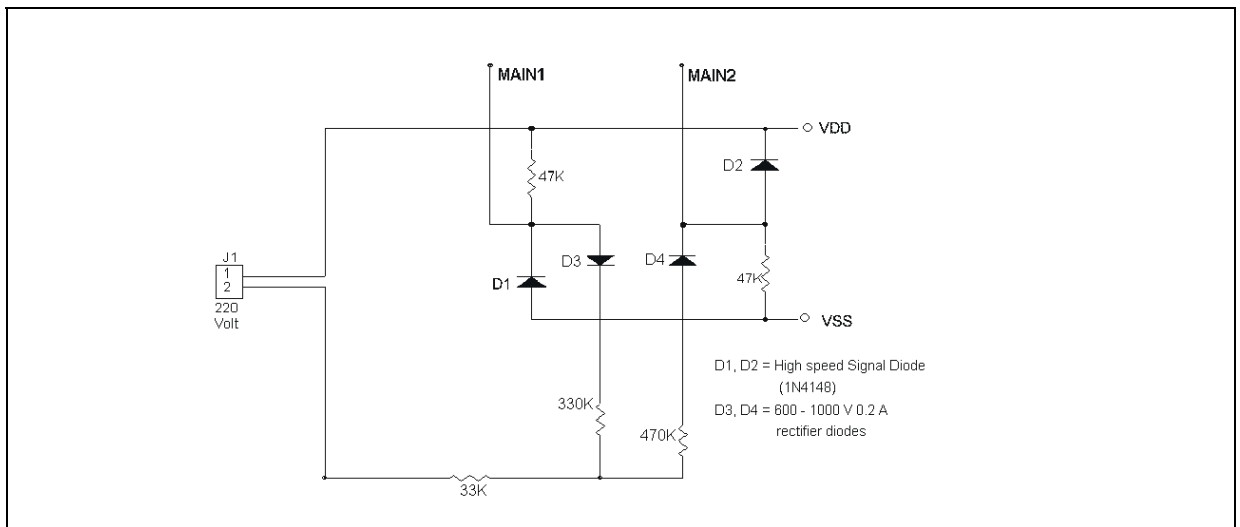 MAIN1
MAIN2
VDD
D2
47K
J1
1
2
220
Volt
D3
D4
D1
47K
VSS
D1, D2 = High speed Signal Diode
(1N4148)
D3, D4 = 600 - 1000 V 0.2 A
rectifier diodes
330K
470K
33K